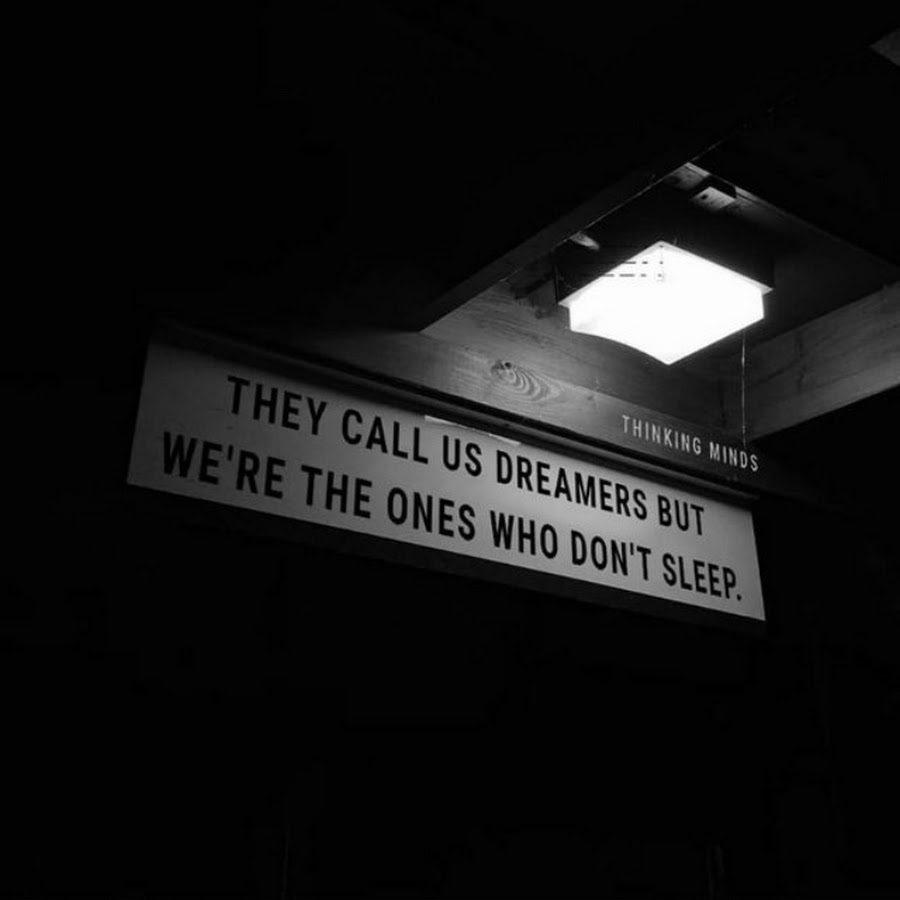 THINKING MINDS
THEY CALL US DREAMERS BUT
WE'RE THE ONES WHO DON'T SLEEP.